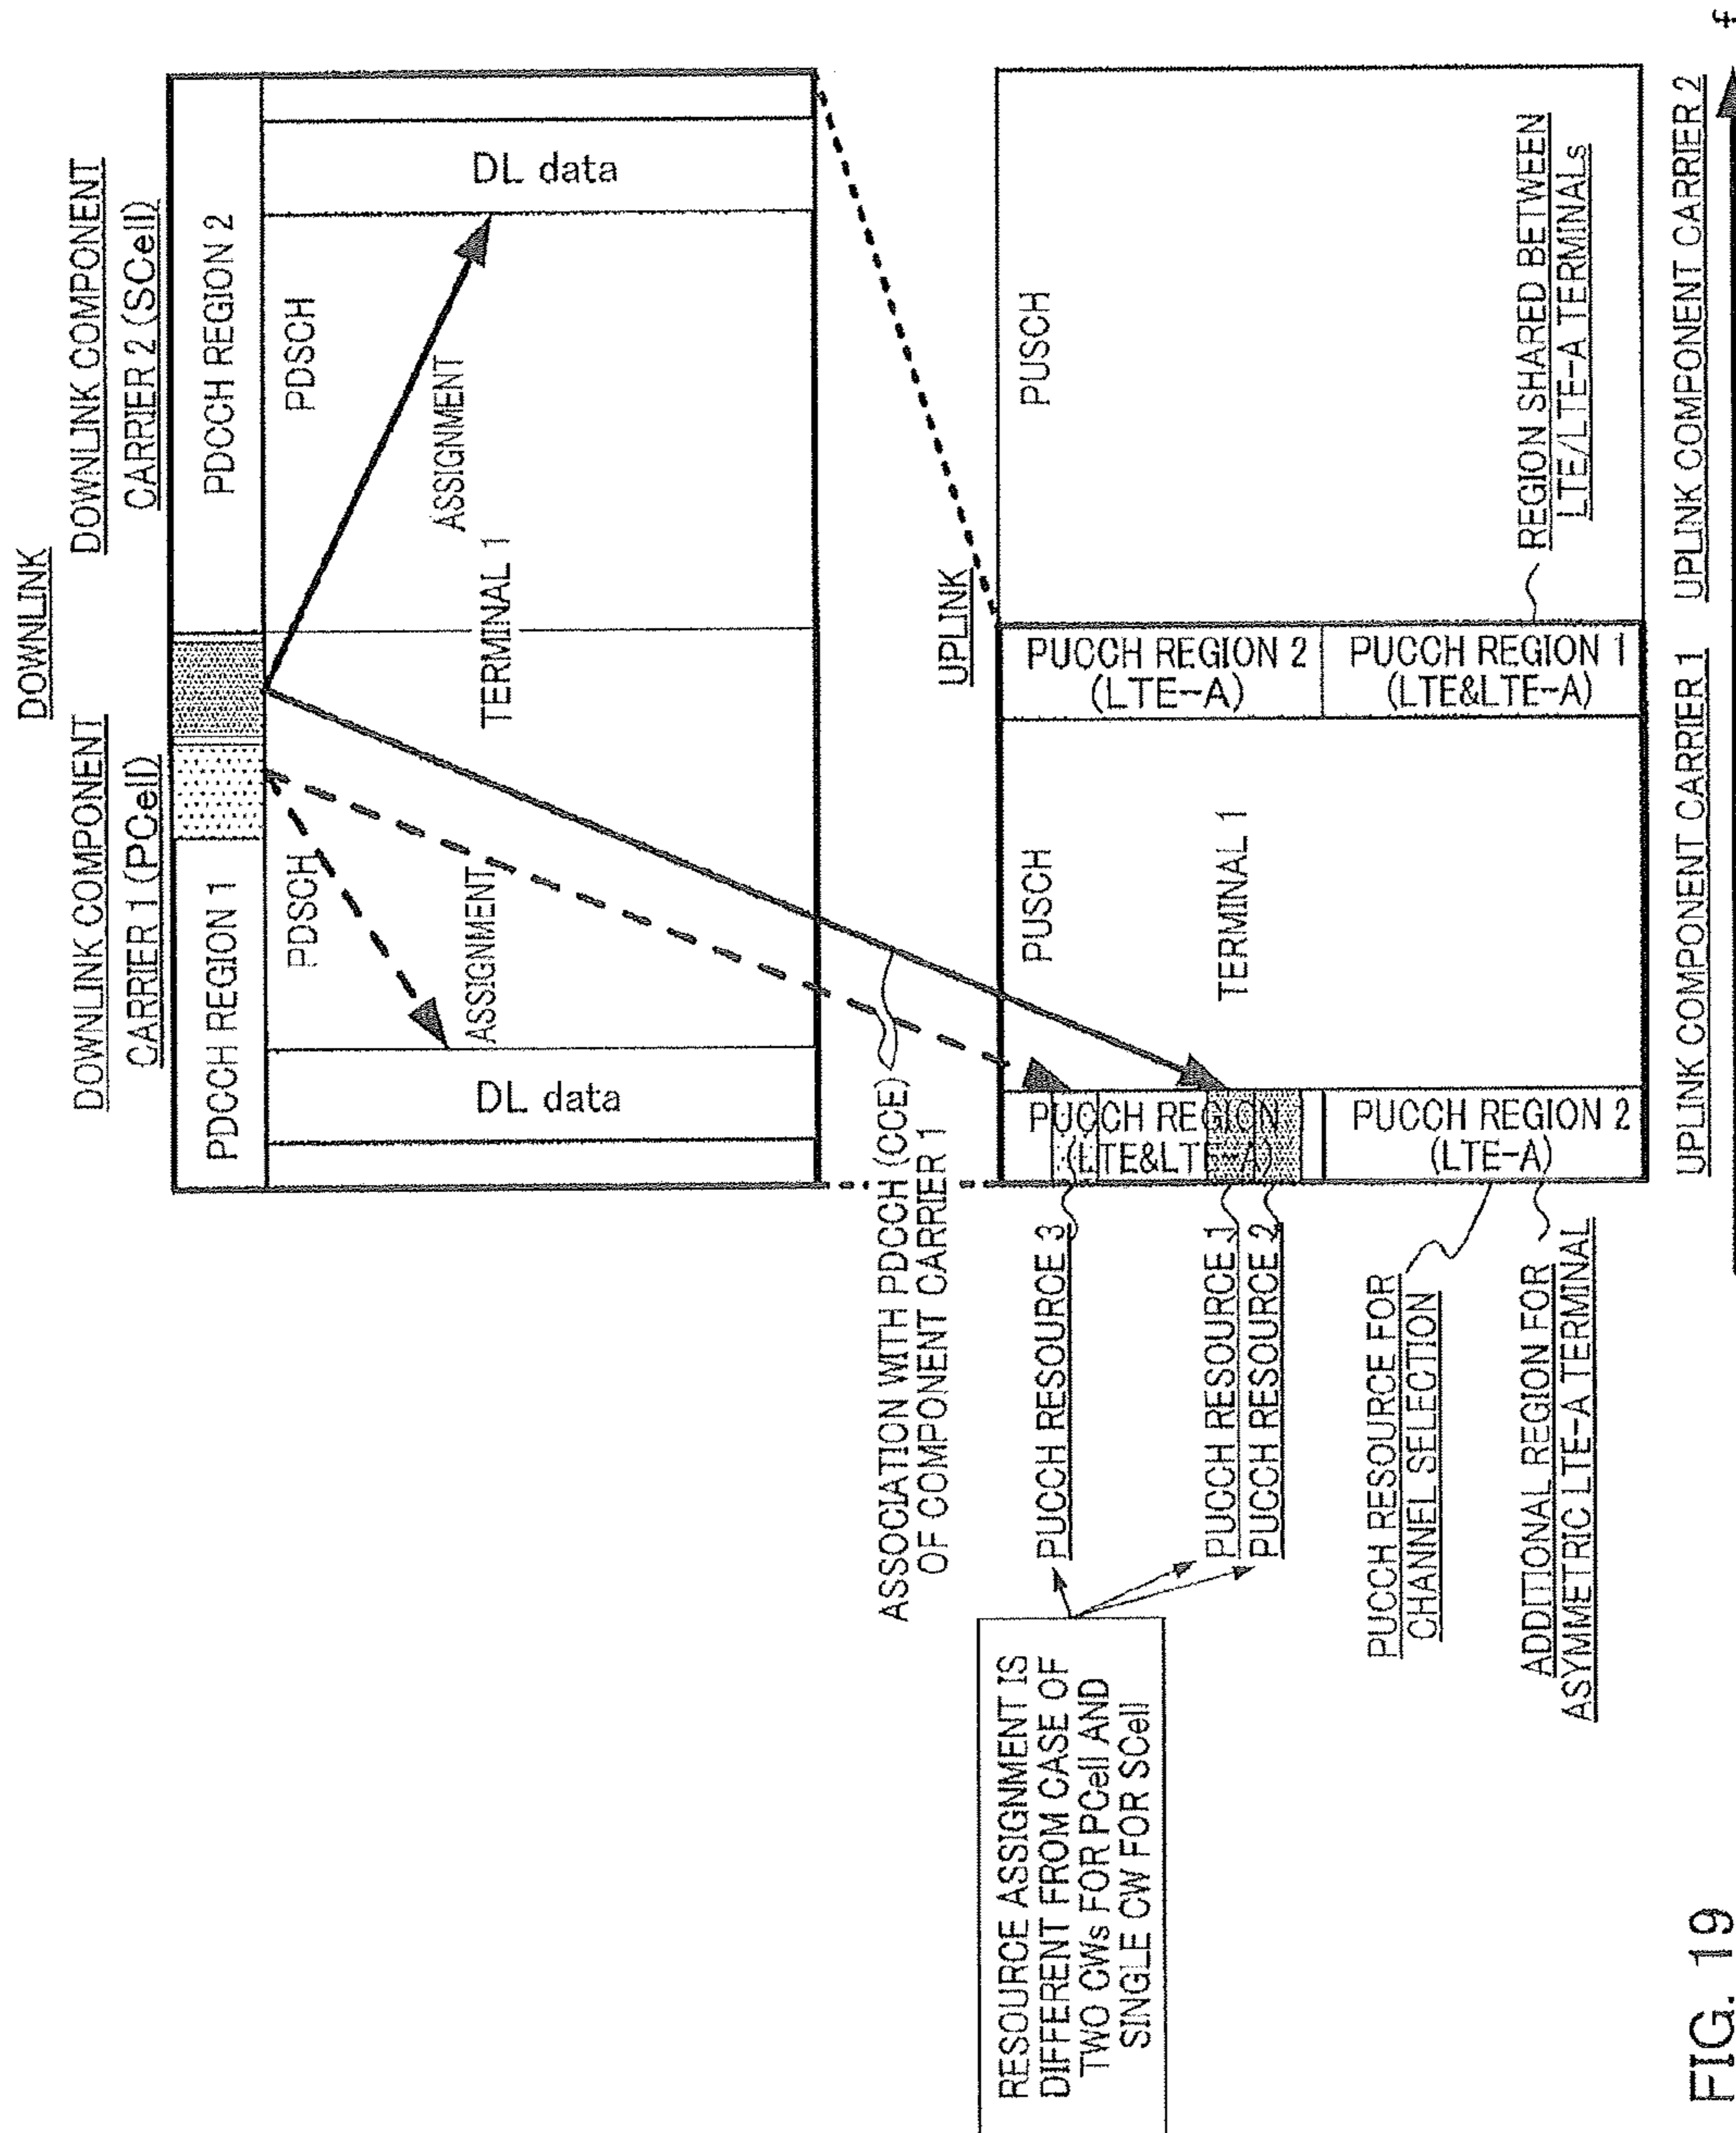 DOWNLINK
DOWNLINK COMPONENT
CARRIER 1 (PCell)
DOWNLINK COMPONENT
CARRIER 2 (SCell)
PDCCH REGION 1
PDCCH REGION 2
PDSCH
PDSCH
ASSIGNMENT
ASSIGNMENT
TERMINAL 1
DL data
DL data
ASSOCIATION WITH PDCCH (CCE)
OF COMPONENT CARRIER 1
UPLINK
RESOURCE ASSIGNMENT IS
DIFFERENT FROM CASE OF
TWO CWs FOR PCell AND
SINGLE CW FOR SCell
PUCCH RESOURCE 3
PUCCH RESOURCE 1
PUCCH RESOURCE 2
PUCCH RESOURCE FOR
CHANNEL SELECTION
ADDITIONAL REGION FOR
ASYMMETRIC LTE-A TERMINAL
PUCCH REGION
(LTE&LTE-A)
PUCCH REGION 2
(LTE-A)
PUSCH
TERMINAL 1
PUCCH REGION 2
(LTE-A)
PUCCH REGION 1
(LTE&LTE-A)
PUSCH
REGION SHARED BETWEEN
LTE/LTE-A TERMINALs
UPLINK COMPONENT CARRIER 1
UPLINK COMPONENT CARRIER 2
f
FIG. 19